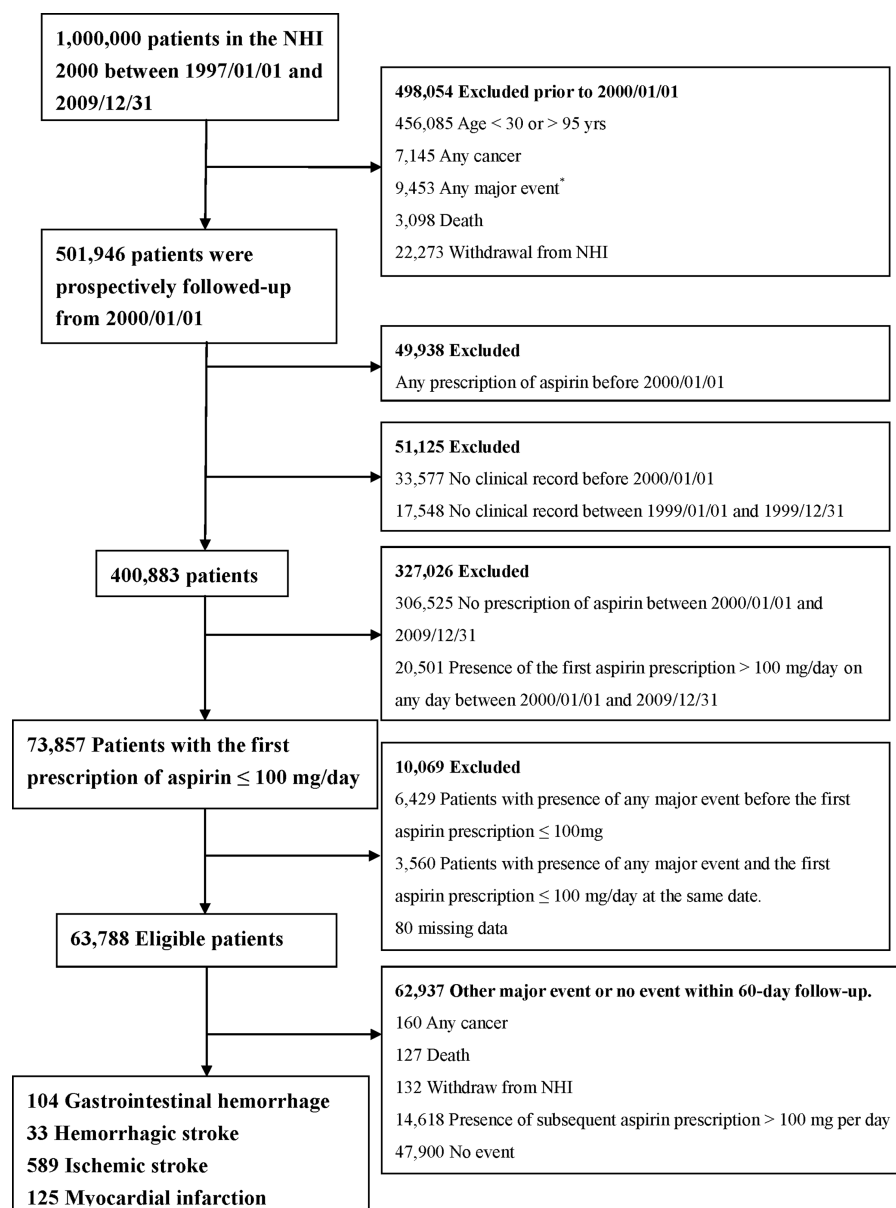 1,000,000 patients in the NHI
2000 between 1997/01/01 and
2009/12/31
498,054 Excluded prior to 2000/01/01
456,085 Age < 30 or > 95 yrs
7,145 Any cancer
9,453 Any major event*
3,098 Death
22,273 Withdrawal from NHI
501,946 patients were
prospectively followed-up
from 2000/01/01
49,938 Excluded
Any prescription of aspirin before 2000/01/01
51,125 Excluded
33,577 No clinical record before 2000/01/01
17,548 No clinical record between 1999/01/01 and 1999/12/31
400,883 patients
327,026 Excluded
306,525 No prescription of aspirin between 2000/01/01 and
2009/12/31
20,501 Presence of the first aspirin prescription > 100 mg/day on
any day between 2000/01/01 and 2009/12/31
73,857 Patients with the first
prescription of aspirin ≤ 100 mg/day
10,069 Excluded
6,429 Patients with presence of any major event before the first
aspirin prescription ≤ 100mg
3,560 Patients with presence of any major event and the first
aspirin prescription ≤ 100 mg/day at the same date.
80 missing data
63,788 Eligible patients
62,937 Other major event or no event within 60-day follow-up.
160 Any cancer
127 Death
132 Withdraw from NHI
14,618 Presence of subsequent aspirin prescription > 100 mg per day
47,900 No event
104 Gastrointestinal hemorrhage
33 Hemorrhagic stroke
589 Ischemic stroke
125 Myocardial infarction